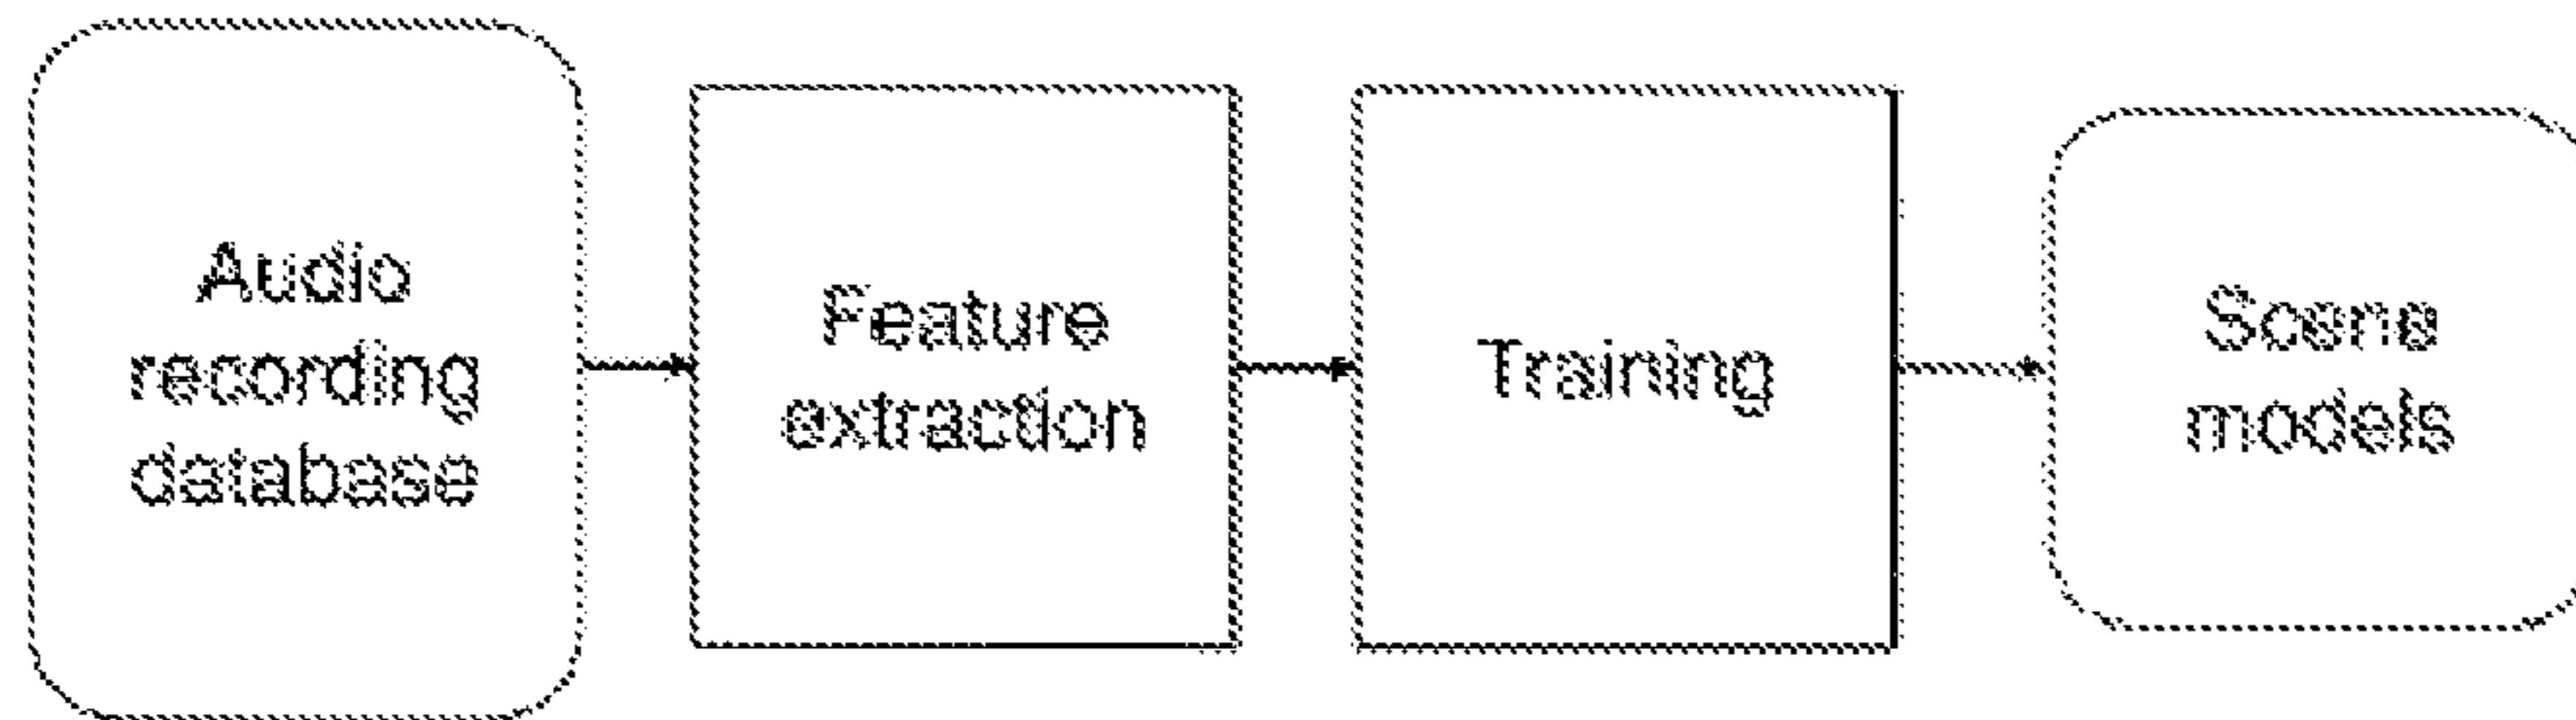 Audio
recording
database
Feature
extraction
Training
Scene
models